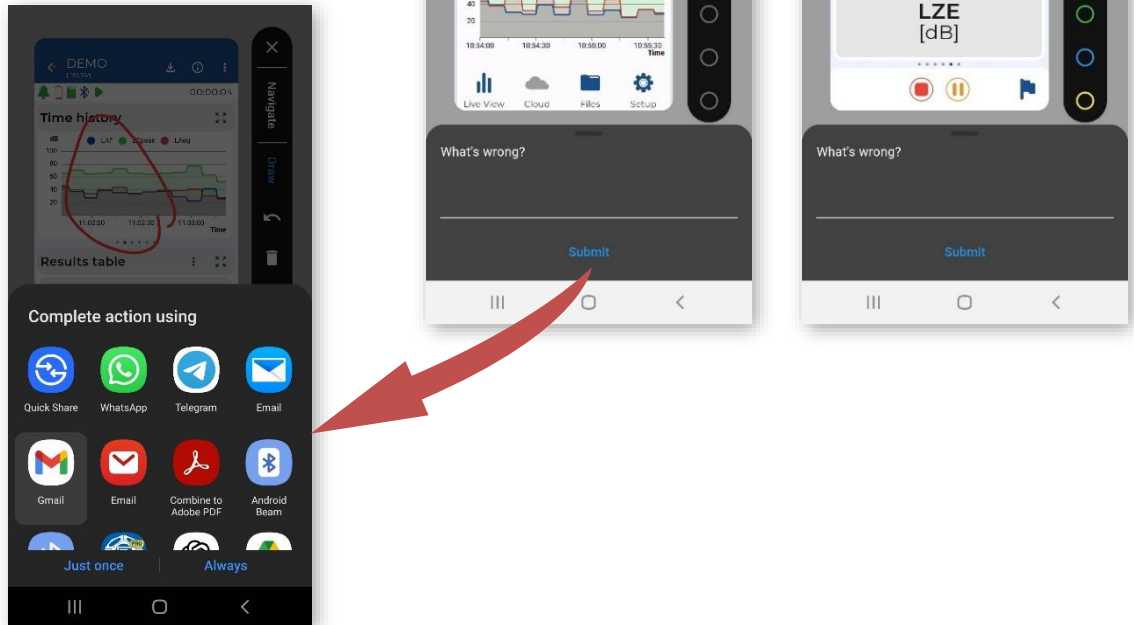 DEMO
00:00:04
Time history
dB
LAF
LAeq
100
80
60
40
20
11:02:00
11:02:30
11:03:00
Time
Results table
Navigate
Draw
Complete action using
Quick Share
WhatsApp
Telegram
Email
Gmail
Email
Combine to
Adobe PDF
Android
Beam
PRO
Just once
Always
40
20
10:54:00
10:54:30
10:55:00
10:55:30
Time
Live View
Cloud
Files
Setup
What's wrong?
Submit
LZE
[dB]
What's wrong?
Submit